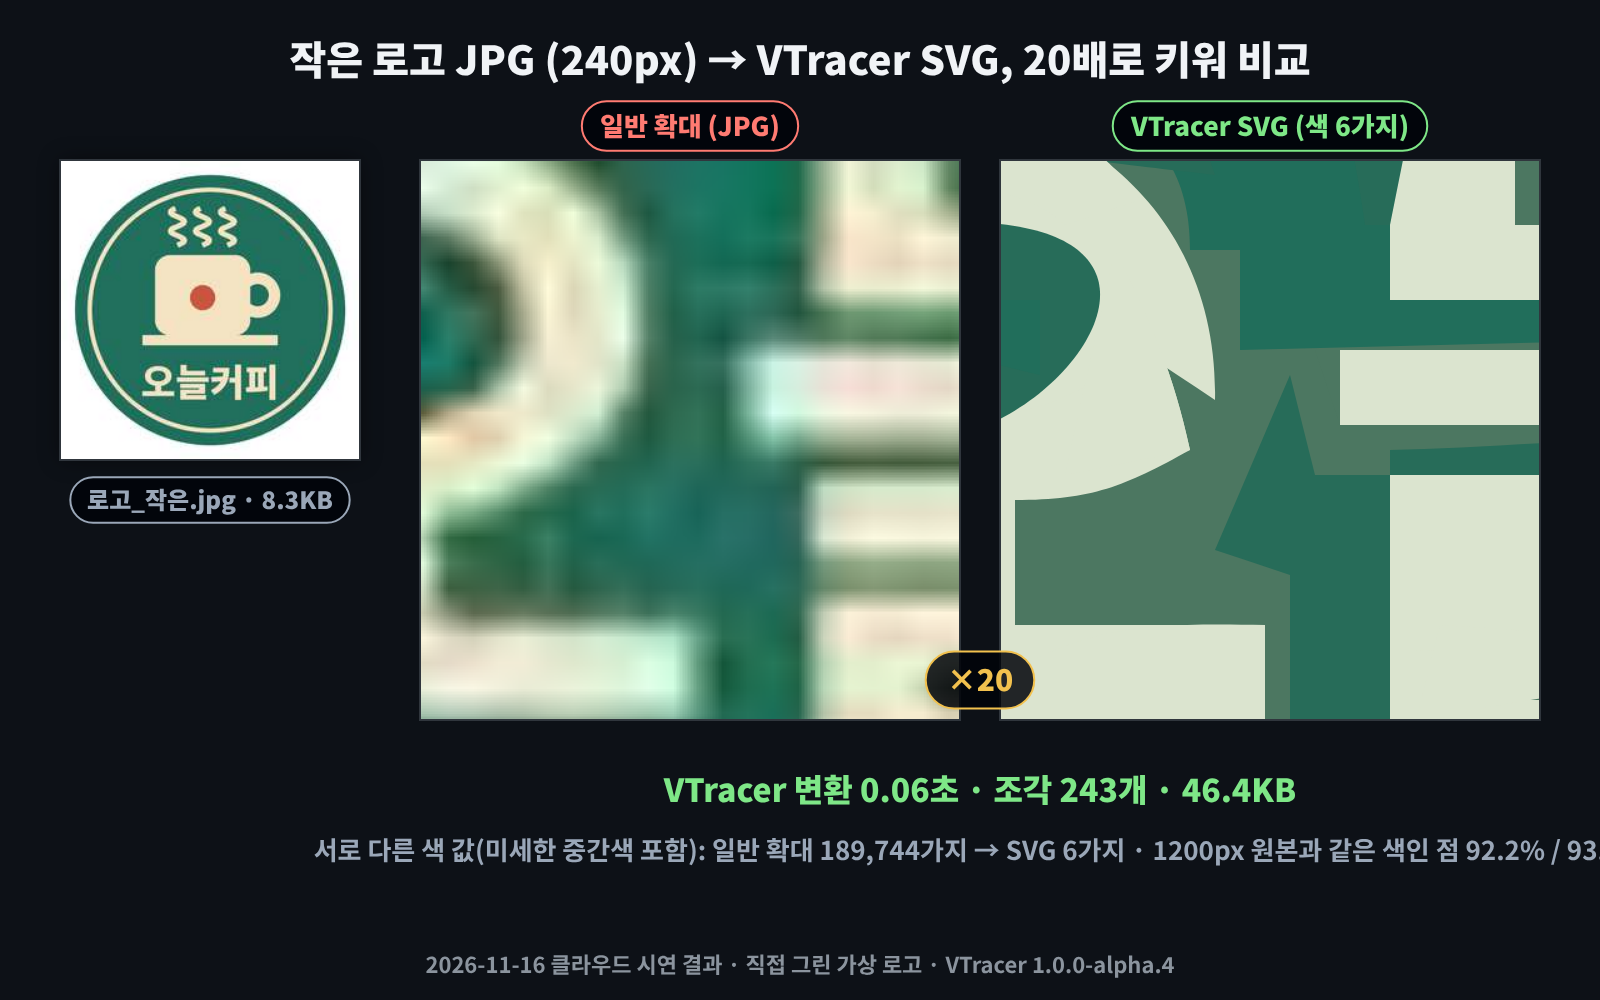 작은 로고 JPG (240px) → VTracer SVG, 20배로 키워 비교
일반 확대 (JPG)
VTracer SVG (색 6가지)
오늘커피
로고_작은.jpg · 8.3KB
×20
VTracer 변환 0.06초 · 조각 243개 · 46.4KB
서로 다른 색 값(미세한 중간색 포함): 일반 확대 189,744가지 → SVG 6가지 · 1200px 원본과 같은 색인 점 92.2% / 93.
2026-11-16 클라우드 시연 결과 · 직접 그린 가상 로고 · VTracer 1.0.0-alpha.4